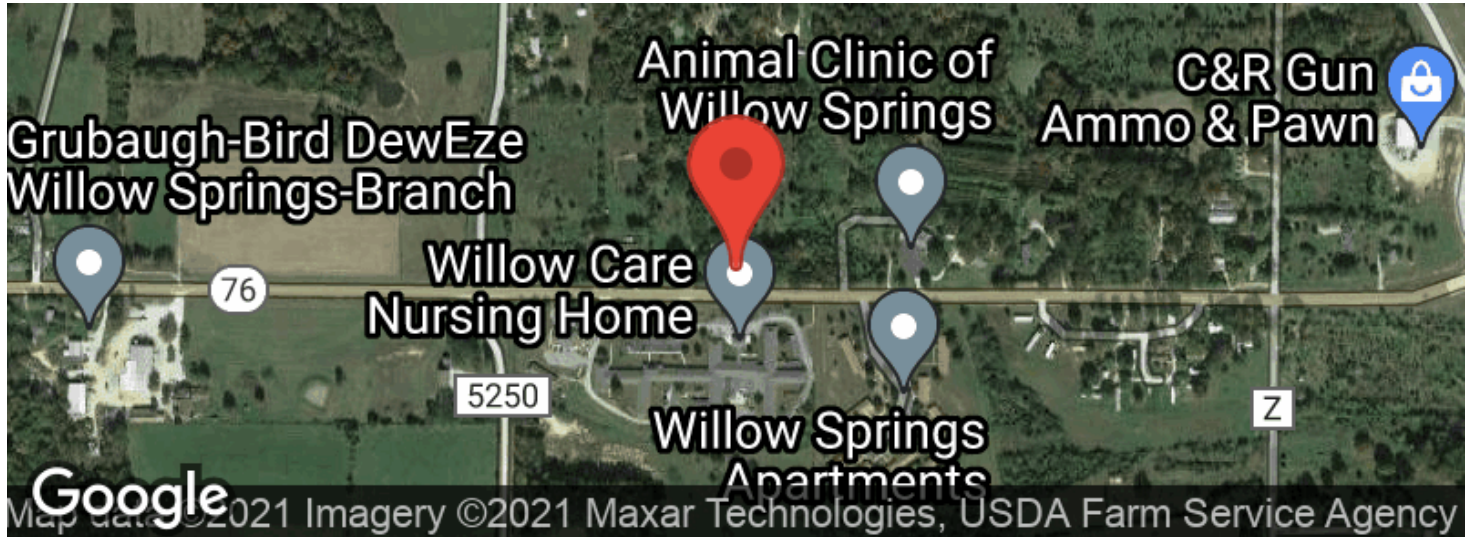 Animal Clinic of
Willow Springs
C&R Gun
Ammo & Pawn
Grubaugh-Bird DewEze
Willow Springs-Branch
Willow Care
Nursing Home
76
5250
Z
Willow Springs
Apartments
Google
Map data ©2021 Imagery ©2021 Maxar Technologies, USDA Farm Service Agency